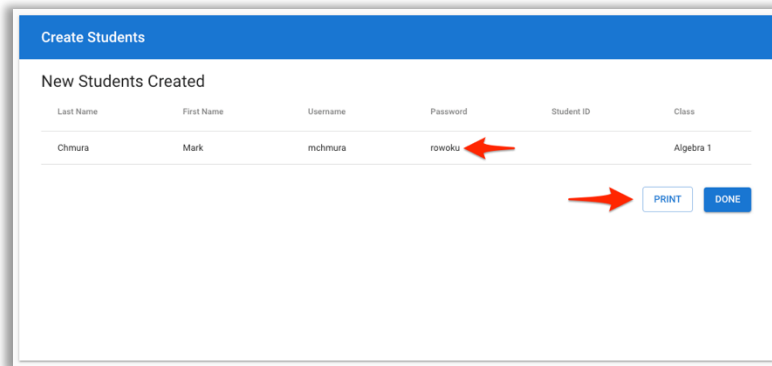 Create Students
New Students Created
Last Name First Name Username Password Student ID Class
Chmura Mark mchmura rowoku Algebra 1
PRINT DONE